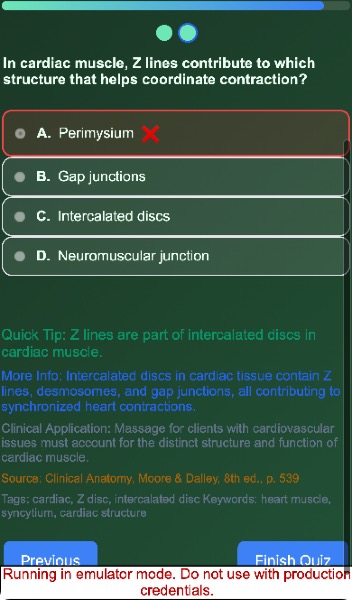 In cardiac muscle, Z lines contribute to which
structure that helps coordinate contraction?
A. Perimysium ❌
B. Gap junctions
C. Intercalated discs
D. Neuromuscular junction
Quick Tip: Z lines are part of intercalated discs in
cardiac muscle.
More Info: Intercalated discs in cardiac tissue contain Z
lines, desmosomes, and gap junctions, all contributing to
synchronized heart contractions.
Clinical Application: Massage for clients with cardiovascular
issues must account for the distinct structure and function of
cardiac muscle.
Source: Clinical Anatomy, Moore & Dalley, 8th ed., p. 539
Tags: cardiac, Z disc, intercalated disc Keywords: heart muscle,
syncytium, cardiac structure
Previous
Finish Quiz
Running in emulator mode. Do not use with production
credentials.